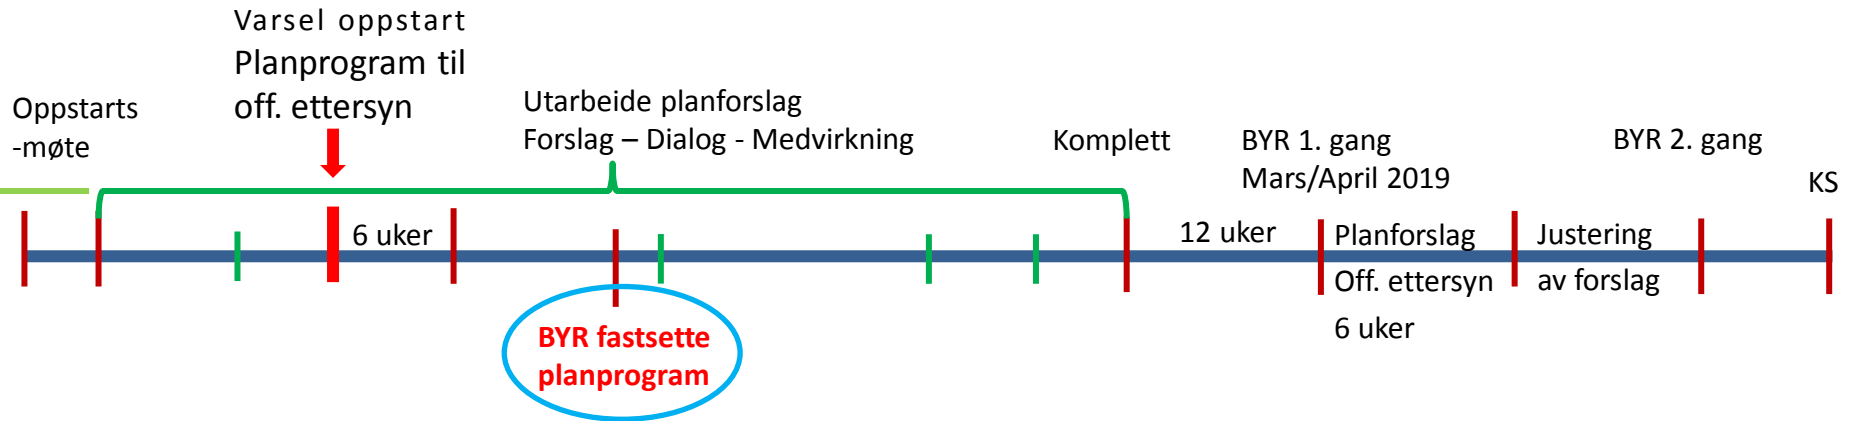 Varsel oppstart
Planprogram til
off. ettersyn
Oppstarts
-møte
Utarbeide planforslag
Forslag – Dialog - Medvirkning
Komplett
BYR 1. gang
Mars/April 2019
BYR 2. gang
KS
6 uker
12 uker
Planforslag
Off. ettersyn
6 uker
Justering
av forslag
BYR fastsette
planprogram